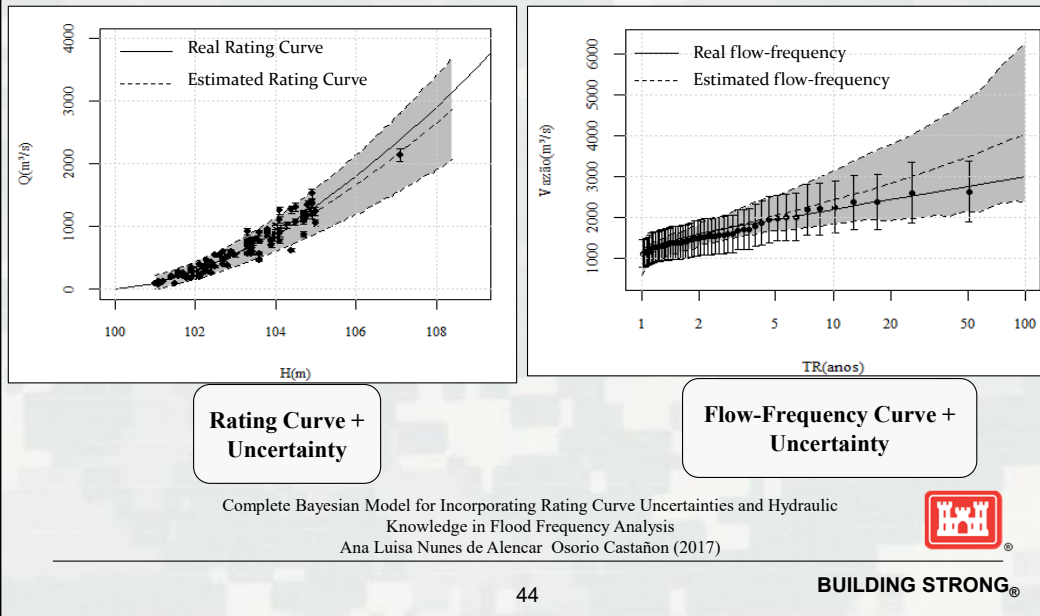 Real Rating Curve
Estimated Rating Curve
Q(m³/s)
4000
3000
2000
1000
0
100 102 104 106 108
H(m)
Real flow-frequency
Estimated flow-frequency
Vazão(m³/s)
6000
5000
4000
3000
2000
1000
1 2 5 10 20 50 100
TR(anos)
Rating Curve +
Uncertainty
Flow-Frequency Curve +
Uncertainty
Complete Bayesian Model for Incorporating Rating Curve Uncertainties and Hydraulic
Knowledge in Flood Frequency Analysis
Ana Luisa Nunes de Alencar Osorio Castañon (2017)
®
44
BUILDING STRONG®